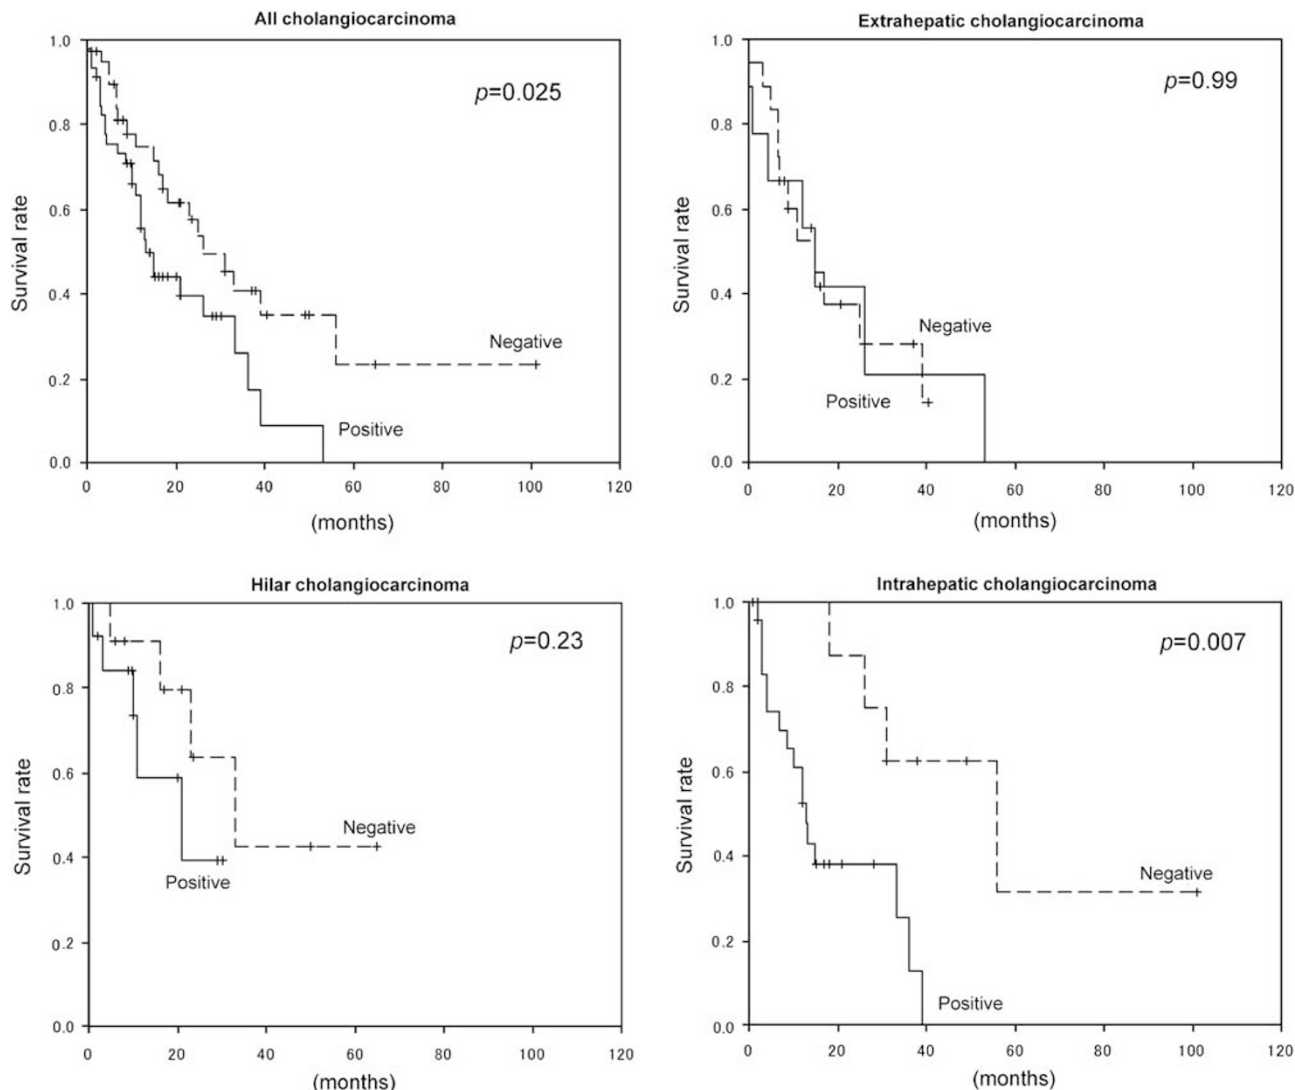 All cholangiocarcinoma
p=0.025
Survival rate
1.0
0.8
0.6
0.4
0.2
0.0
Negative
Positive
0 20 40 60 80 100 120
(months)
Extrahepatic cholangiocarcinoma
p=0.99
Survival rate
1.0
0.8
0.6
0.4
0.2
0.0
Negative
Positive
0 20 40 60 80 100 120
(months)
Hilar cholangiocarcinoma
p=0.23
Survival rate
1.0
0.8
0.6
0.4
0.2
0.0
Negative
Positive
0 20 40 60 80 100 120
(months)
Intrahepatic cholangiocarcinoma
p=0.007
Survival rate
1.0
0.8
0.6
0.4
0.2
0.0
Negative
Positive
0 20 40 60 80 100 120
(months)